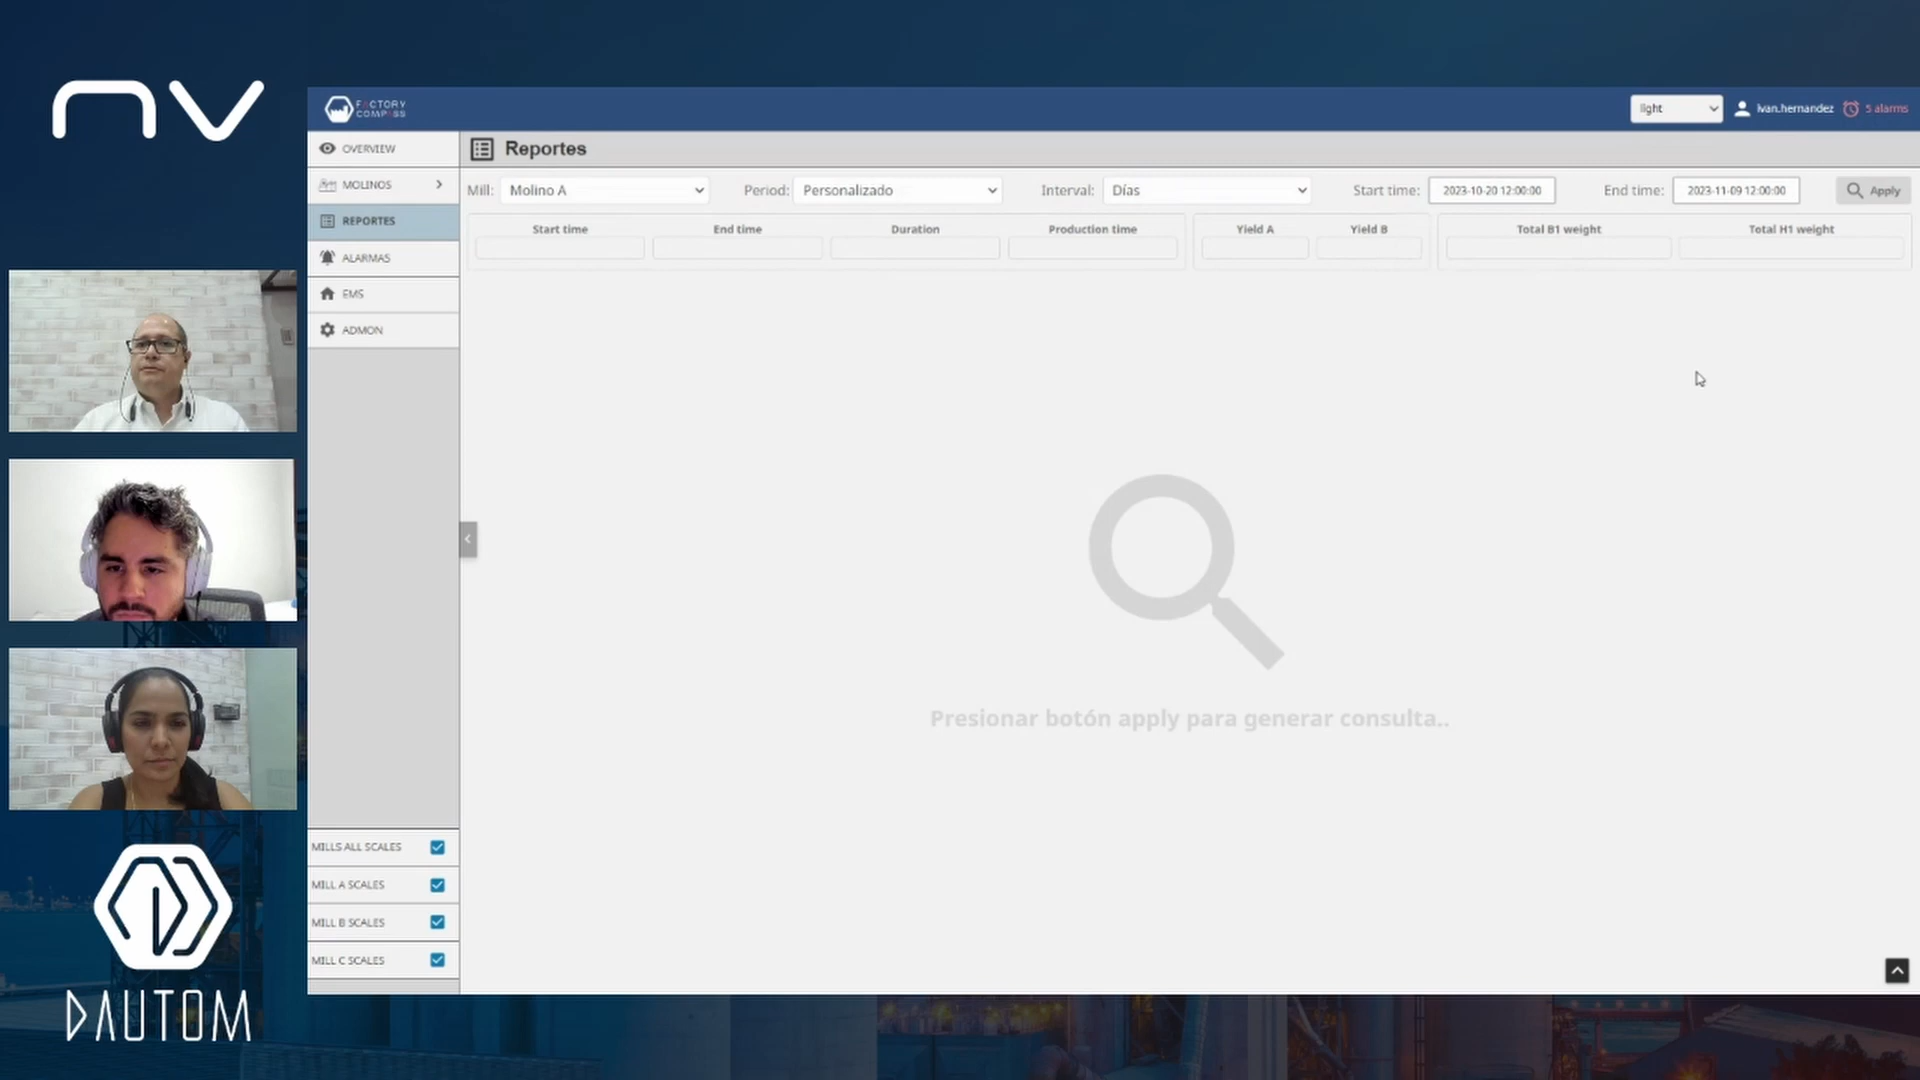 FACTORY
COMPASS
light
ivan.hernandez
5 alarms
OVERVIEW
MOLINOS
REPORTES
ALARMAS
EMS
ADMON
Reportes
Mill: Molino A
Period: Personalizado
Interval: Días
Start time: 2023-10-20 12:00:00
End time: 2023-11-09 12:00:00
Apply
Start time
End time
Duration
Production time
Yield A
Yield B
Total B1 weight
Total H1 weight
Presionar botón apply para generar consulta..
MILLS ALL SCALES
MILL A SCALES
MILL B SCALES
MILL C SCALES
nv
DAUTOM